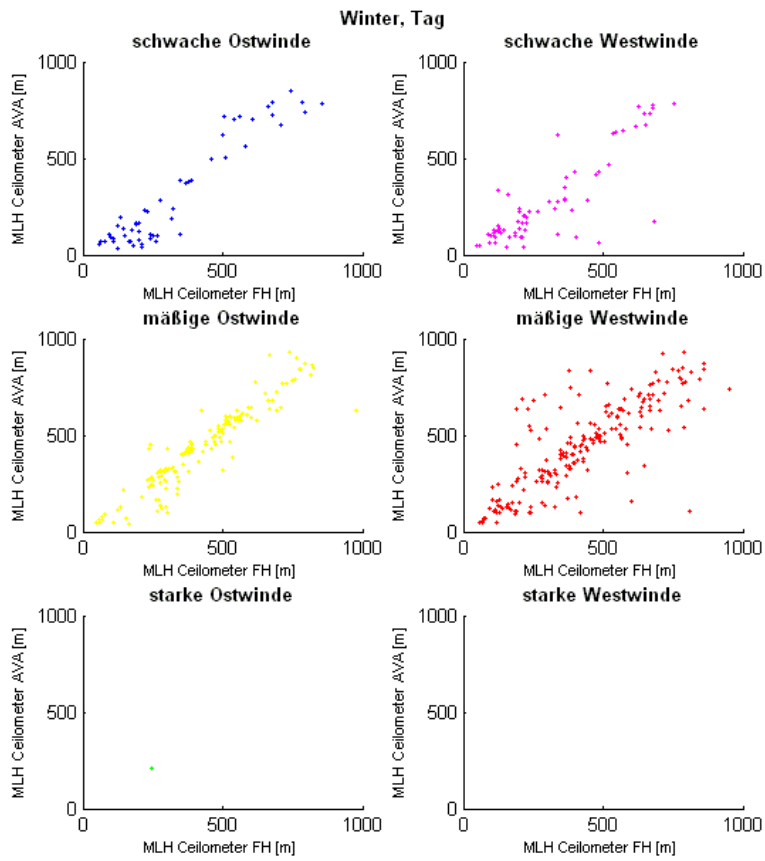 Winter, Tag
schwache Ostwinde
1000
500
0
MLH Ceilometer AVA [m]
0 500 1000
MLH Ceilometer FH [m]
schwache Westwinde
1000
500
0
MLH Ceilometer AVA [m]
0 500 1000
MLH Ceilometer FH [m]
mäßige Ostwinde
1000
500
0
MLH Ceilometer AVA [m]
0 500 1000
MLH Ceilometer FH [m]
mäßige Westwinde
1000
500
0
MLH Ceilometer AVA [m]
0 500 1000
MLH Ceilometer FH [m]
starke Ostwinde
1000
500
0
MLH Ceilometer AVA [m]
0 500 1000
MLH Ceilometer FH [m]
starke Westwinde
1000
500
0
MLH Ceilometer AVA [m]
0 500 1000
MLH Ceilometer FH [m]